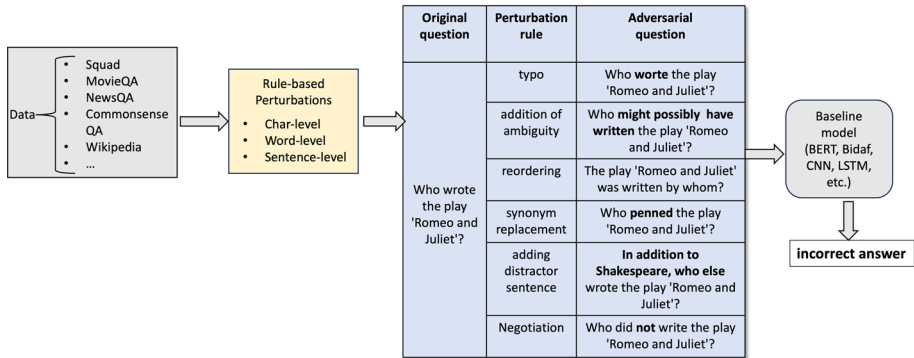 Data
• Squad
• MovieQA
• NewsQA
• Commonsense
QA
• Wikipedia
• ...
Rule-based
Perturbations
• Char-level
• Word-level
• Sentence-level
Original
question
Perturbation
rule
Adversarial
question
Who wrote
the play
'Romeo and
Juliet'?
typo
Who worte the play
'Romeo and Juliet'?
addition of
ambiguity
Who might possibly have
written the play 'Romeo
and Juliet'?
reordering
The play 'Romeo and Juliet'
was written by whom?
synonym
replacement
Who penned the play
'Romeo and Juliet'?
adding
distractor
sentence
In addition to
Shakespeare, who else
wrote the play 'Romeo and
Juliet'?
Negotiation
Who did not write the play
'Romeo and Juliet'?
Baseline
model
(BERT, Bidaf,
CNN, LSTM,
etc.)
incorrect answer